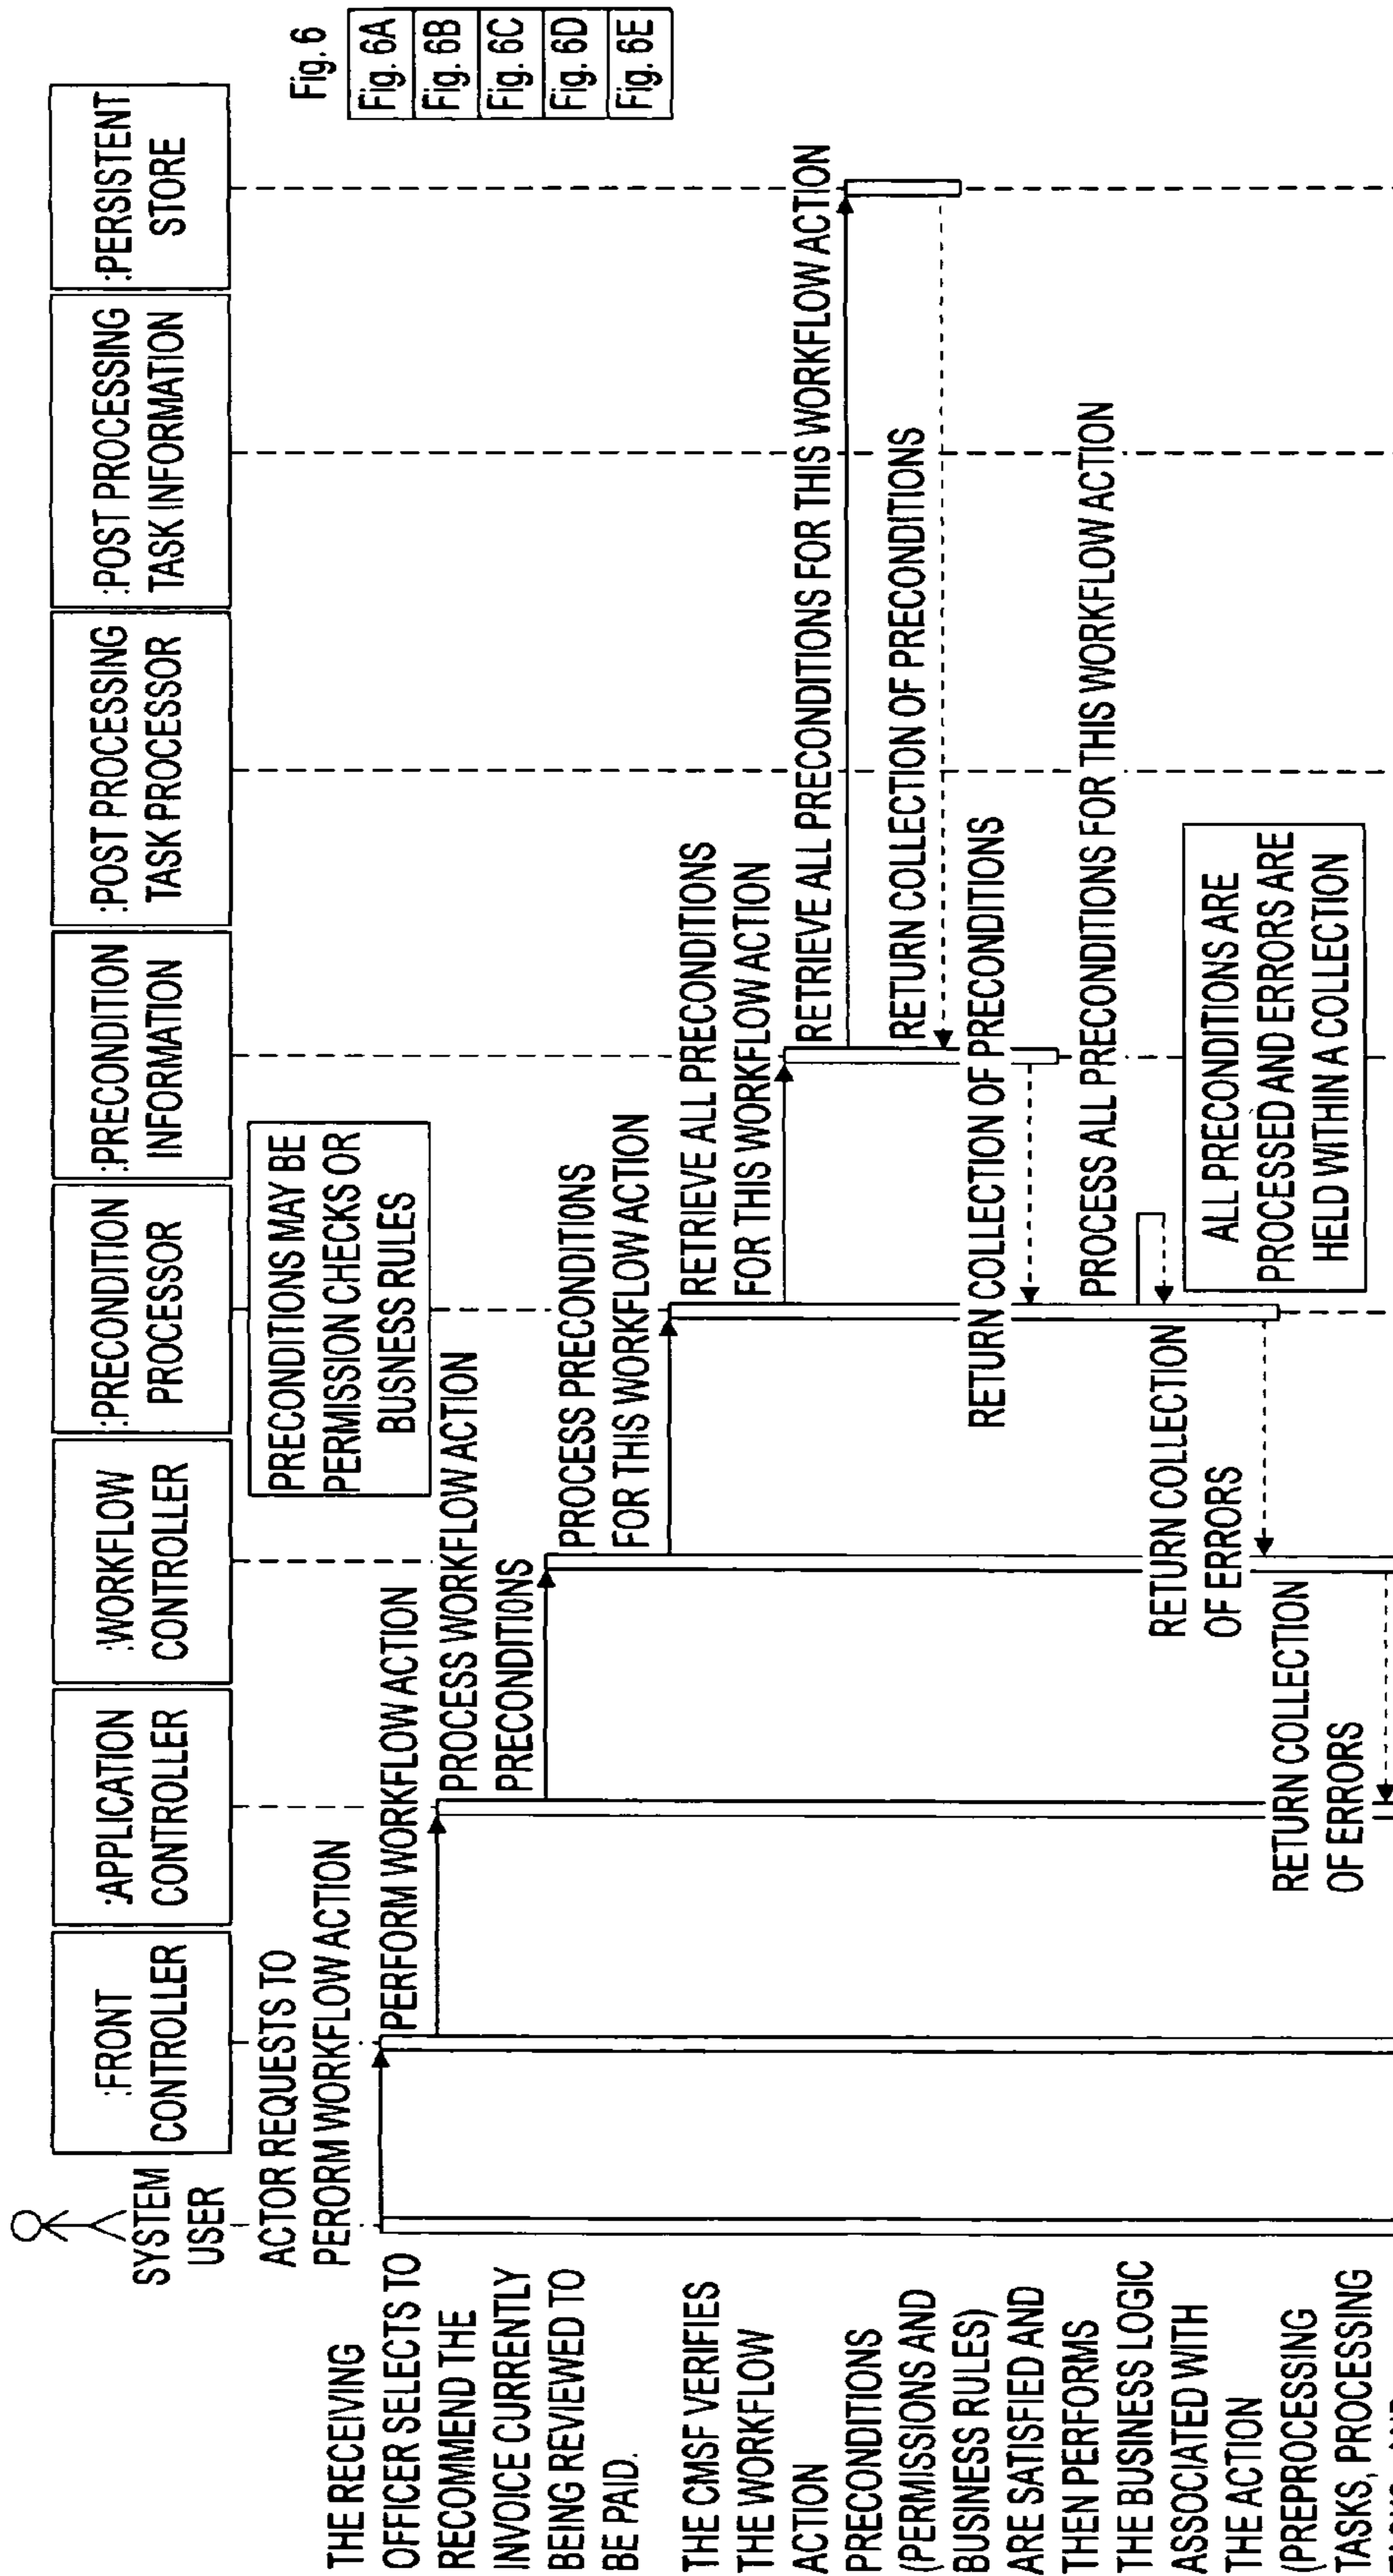 SYSTEM
USER
:FRONT
CONTROLLER
:APPLICATION
CONTROLLER
:WORKFLOW
CONTROLLER
:PRECONDITION
PROCESSOR
:PRECONDITION
INFORMATION
:POST PROCESSING
TASK PROCESSOR
:POST PROCESSING
TASK INFORMATION
:PERSISTENT
STORE
Fig. 6
Fig. 6A
Fig. 6B
Fig. 6C
Fig. 6D
Fig. 6E
THE RECEIVING
OFFICER SELECTS TO
RECOMMEND THE
INVOICE CURRENTLY
BEING REVIEWED TO
BE PAID.
THE CMSF VERIFIES
THE WORKFLOW
ACTION
PRECONDITIONS
(PERMISSIONS AND
BUSINESS RULES)
ARE SATISFIED AND
THEN PERFORMS
THE BUSINESS LOGIC
ASSOCIATED WITH
THE ACTION
(PREPROCESSING
TASKS, PROCESSING
ACTOR REQUESTS TO
PERORM WORKFLOW ACTION
PERFORM WORKFLOW ACTION
PROCESS WORKFLOW ACTION
PRECONDITIONS
PRECONDITIONS MAY BE
PERMISSION CHECKS OR
BUSNESS RULES
PROCESS PRECONDITIONS
FOR THIS WORKFLOW ACTION
RETRIEVE ALL PRECONDITIONS
FOR THIS WORKFLOW ACTION
RETRIEVE ALL PRECONDITIONS FOR THIS WORKFLOW ACTION
RETURN COLLECTION OF PRECONDITIONS
RETURN COLLECTION OF PRECONDITIONS
PROCESS ALL PRECONDITIONS FOR THIS WORKFLOW ACTION
ALL PRECONDITIONS ARE
PROCESSED AND ERRORS ARE
HELD WITHIN A COLLECTION
RETURN COLLECTION
OF ERRORS
RETURN COLLECTION
OF ERRORS